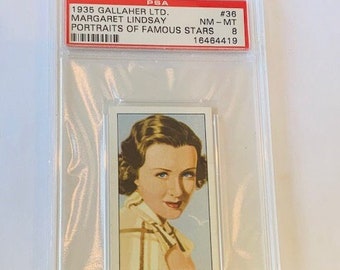 PSA
1935 GALLAHER LTD. #36
MARGARET LINDSAY NM-MT
PORTRAITS OF FAMOUS STARS 8
16464419